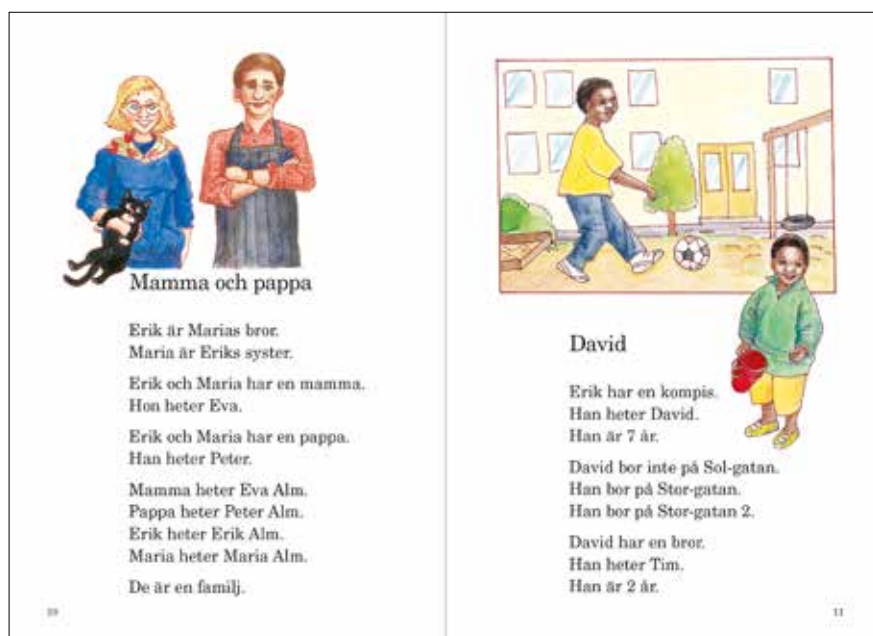 Mamma och pappa
Erik är Marias bror.
Maria är Eriks syster.
Erik och Maria har en mamma.
Hon heter Eva.
Erik och Maria har en pappa.
Han heter Peter.
Mamma heter Eva Alm.
Pappa heter Peter Alm.
Erik heter Erik Alm.
Maria heter Maria Alm.
De är en familj.
10
David
Erik har en kompis.
Han heter David.
Han är 7 år.
David bor inte på Sol-gatan.
Han bor på Stor-gatan.
Han bor på Stor-gatan 2.
David har en bror.
Han heter Tim.
Han är 2 år.
11